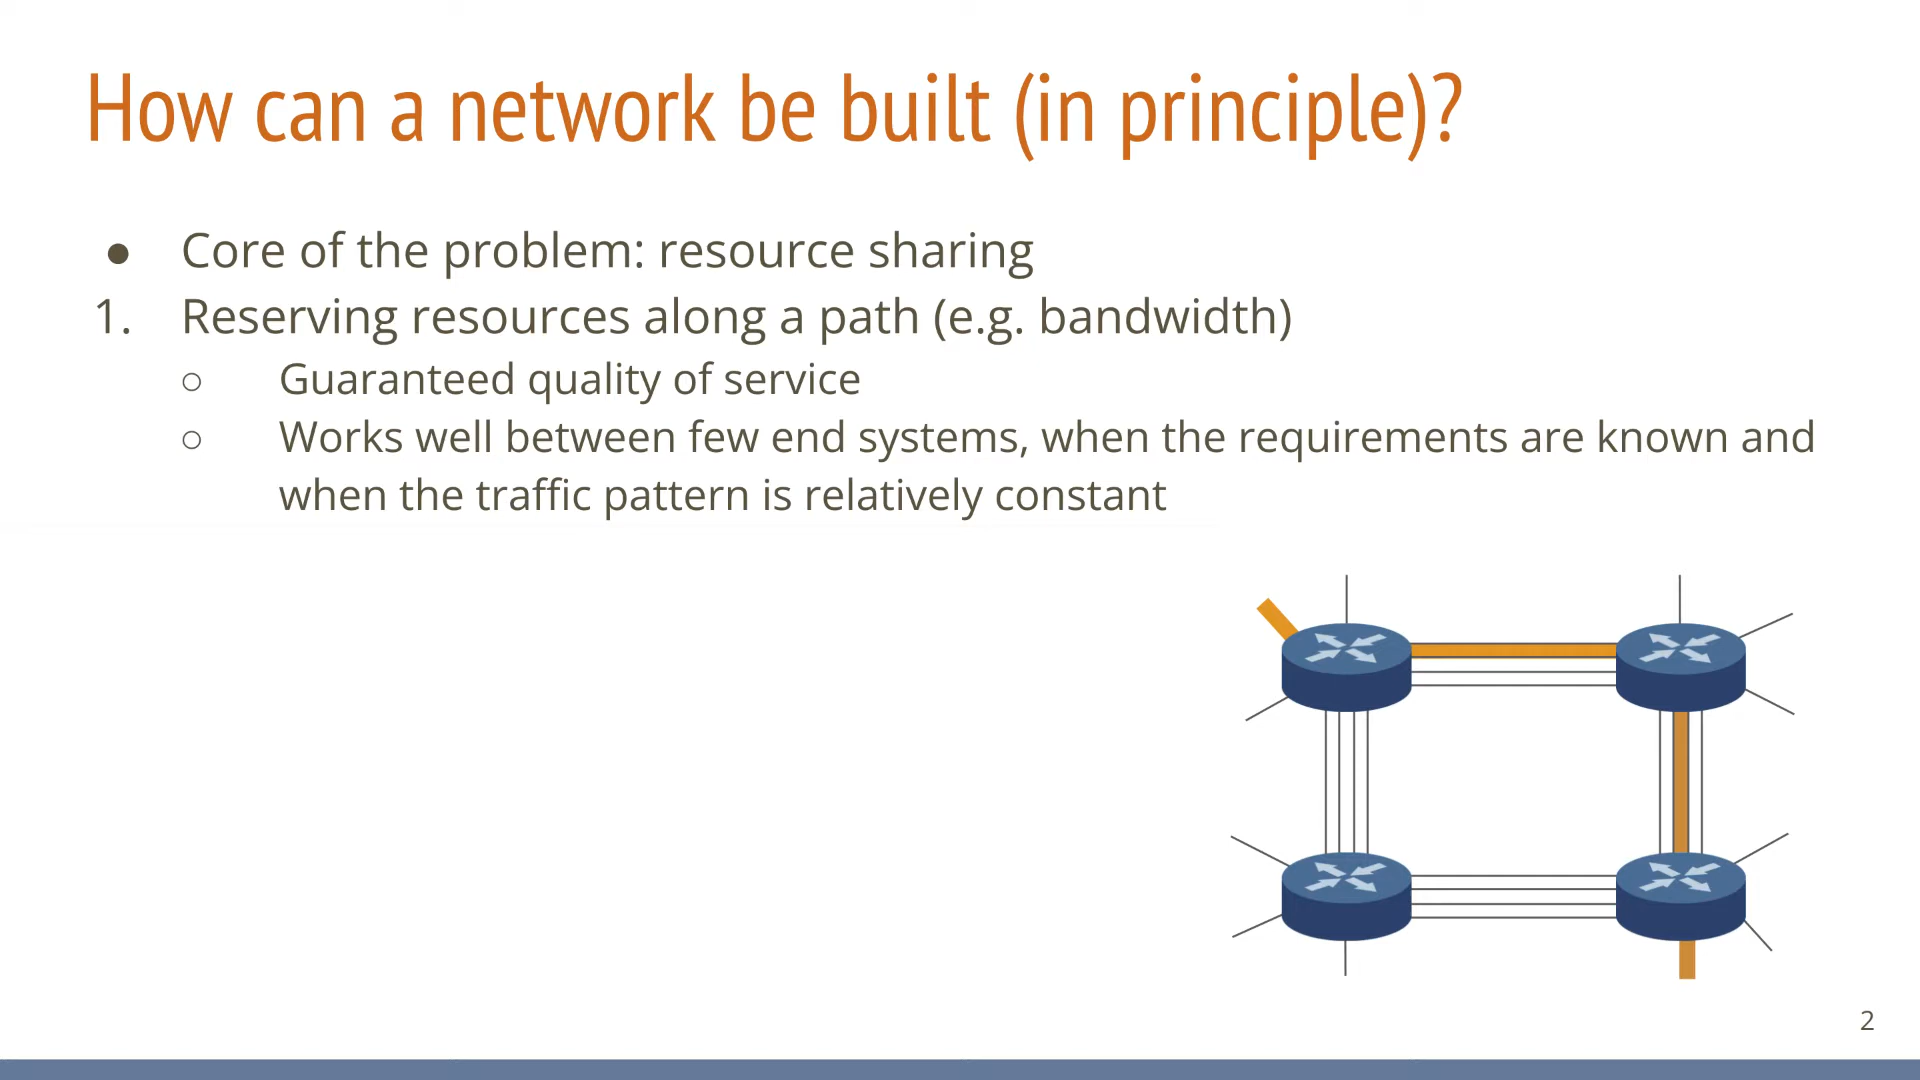 How can a network be built (in principle)?
● Core of the problem: resource sharing
1. Reserving resources along a path (e.g. bandwidth)
○ Guaranteed quality of service
○ Works well between few end systems, when the requirements are known and
when the traffic pattern is relatively constant
2